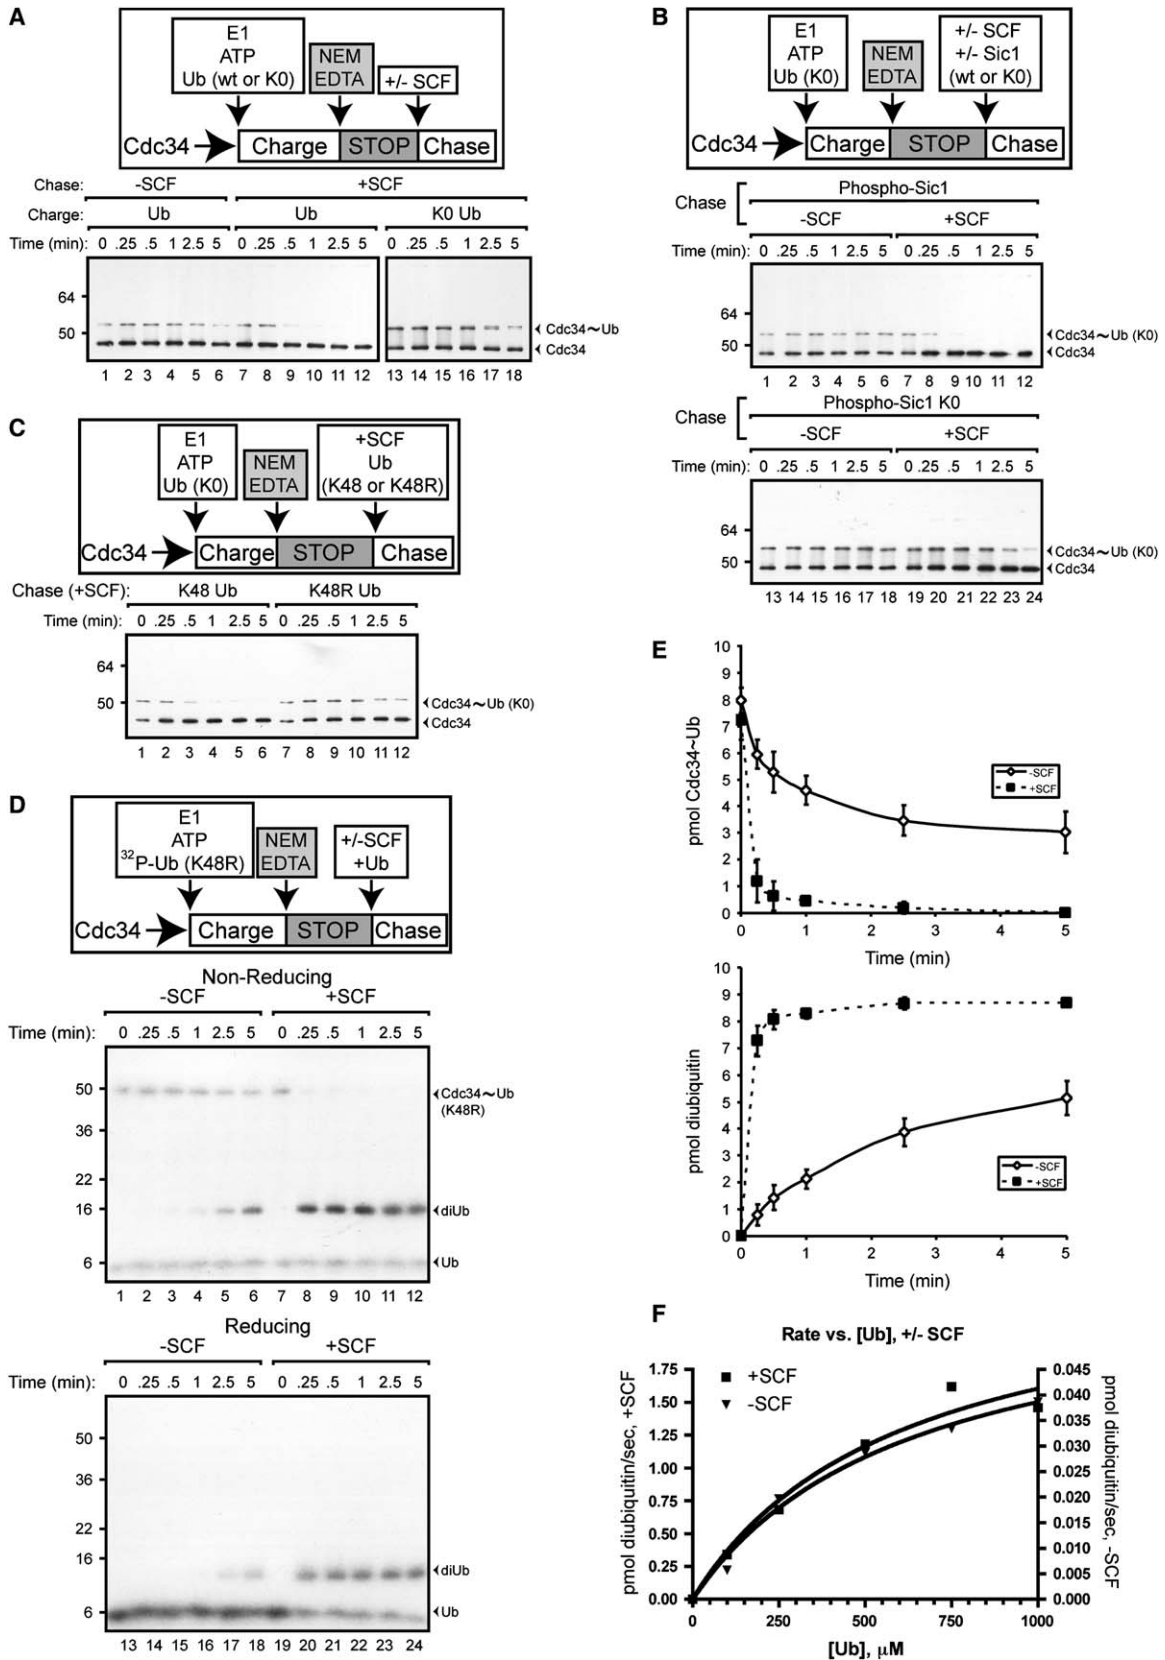 A
E1
ATP
Ub (wt or K0)
NEM
EDTA
+/- SCF
Cdc34
Charge
STOP
Chase
Chase:
-SCF
+SCF
Charge:
Ub
Ub
K0 Ub
Time (min): 0 .25 .5 1 2.5 5 0 .25 .5 1 2.5 5 0 .25 .5 1 2.5 5
64
50
Cdc34~Ub
Cdc34
1 2 3 4 5 6 7 8 9 10 11 12 13 14 15 16 17 18
B
E1
ATP
Ub (K0)
NEM
EDTA
+/- SCF
+/- Sic1
(wt or K0)
Cdc34
Charge
STOP
Chase
Chase
Phospho-Sic1
-SCF
+SCF
Time (min): 0 .25 .5 1 2.5 5 0 .25 .5 1 2.5 5
64
50
Cdc34~Ub (K0)
Cdc34
1 2 3 4 5 6 7 8 9 10 11 12
Chase
Phospho-Sic1 K0
-SCF
+SCF
Time (min): 0 .25 .5 1 2.5 5 0 .25 .5 1 2.5 5
64
50
Cdc34~Ub (K0)
Cdc34
13 14 15 16 17 18 19 20 21 22 23 24
C
E1
ATP
Ub (K0)
NEM
EDTA
+SCF
Ub
(K48 or K48R)
Cdc34
Charge
STOP
Chase
Chase (+SCF):
K48 Ub
K48R Ub
Time (min): 0 .25 .5 1 2.5 5 0 .25 .5 1 2.5 5
64
50
Cdc34~Ub (K0)
Cdc34
1 2 3 4 5 6 7 8 9 10 11 12
D
E1
ATP
32P-Ub (K48R)
NEM
EDTA
+/-SCF
+Ub
Cdc34
Charge
STOP
Chase
Non-Reducing
-SCF
+SCF
Time (min): 0 .25 .5 1 2.5 5 0 .25 .5 1 2.5 5
50
36
22
16
6
Cdc34~Ub
(K48R)
diUb
Ub
1 2 3 4 5 6 7 8 9 10 11 12
Reducing
-SCF
+SCF
Time (min): 0 .25 .5 1 2.5 5 0 .25 .5 1 2.5 5
50
36
22
16
6
diUb
Ub
13 14 15 16 17 18 19 20 21 22 23 24
E
pmol Cdc34~Ub
10
9
8
7
6
5
4
3
2
1
0
-SCF
+SCF
0 1 2 3 4 5
Time (min)
pmol diubiquitin
10
9
8
7
6
5
4
3
2
1
0
-SCF
+SCF
0 1 2 3 4 5
Time (min)
F
Rate vs. [Ub], +/- SCF
pmol diubiquitin/sec, +SCF
1.75
1.50
1.25
1.00
0.75
0.50
0.25
0.00
+SCF
-SCF
0.045
0.040
0.035
0.030
0.025
0.020
0.015
0.010
0.005
0.000
pmol diubiquitin/sec, -SCF
0 250 500 750 1000
[Ub], μM